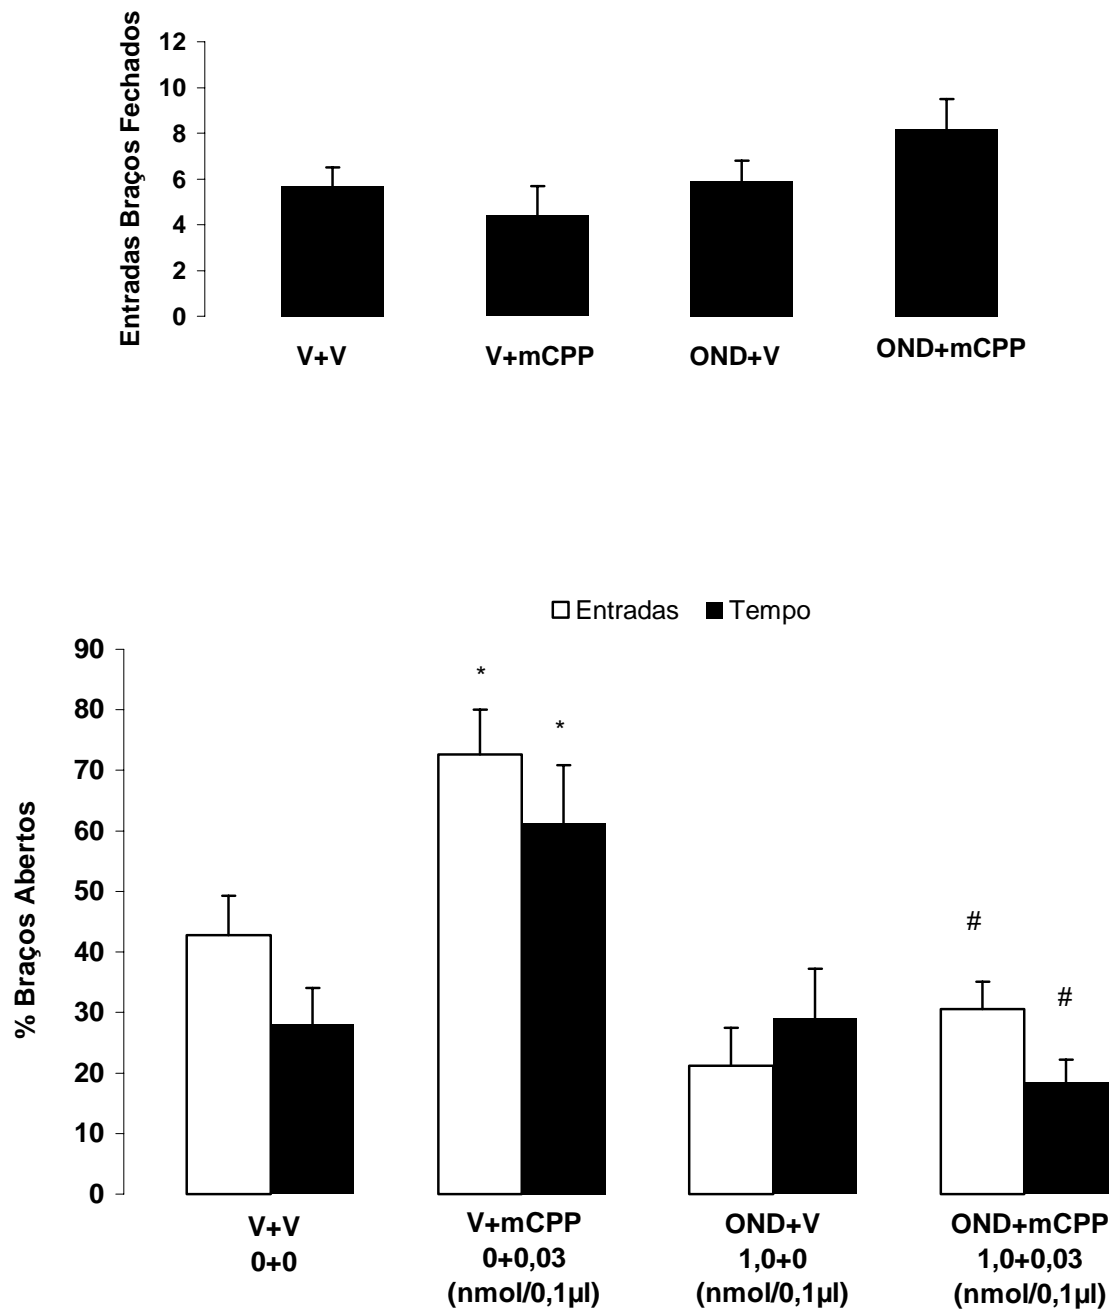 Entradas Braços Fechados
12
10
8
6
4
2
0
V+V V+mCPP OND+V OND+mCPP
Entradas Tempo
% Braços Abertos
90
80
70
60
50
40
30
20
10
0
* *
# #
V+V V+mCPP OND+V OND+mCPP
0+0 0+0,03 1,0+0 1,0+0,03
(nmol/0,1µl) (nmol/0,1µl) (nmol/0,1µl)